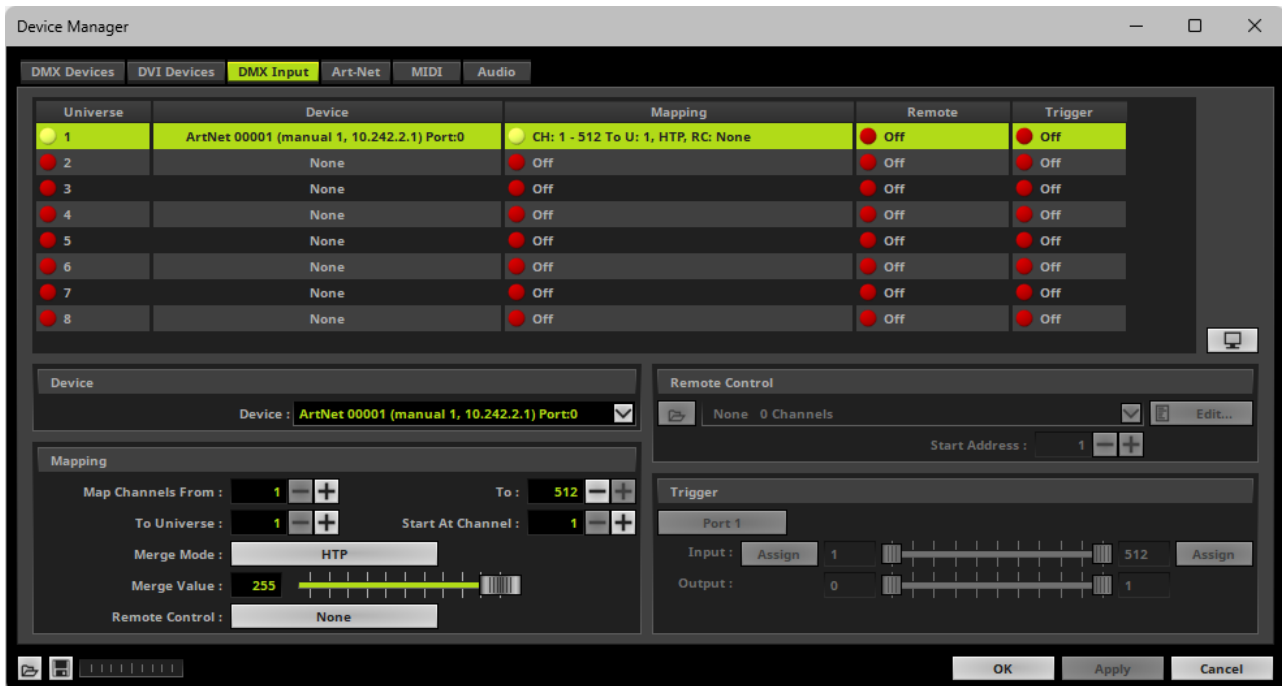 Device Manager
DMX Devices DVI Devices DMX Input Art-Net MIDI Audio
Universe Device Mapping Remote Trigger
1 ArtNet 00001 (manual 1, 10.242.2.1) Port:0 CH: 1 - 512 To U: 1, HTP, RC: None Off Off
2 None Off Off Off
3 None Off Off Off
4 None Off Off Off
5 None Off Off Off
6 None Off Off Off
7 None Off Off Off
8 None Off Off Off
Device
Device : ArtNet 00001 (manual 1, 10.242.2.1) Port:0
Mapping
Map Channels From : 1 To : 512
To Universe : 1 Start At Channel : 1
Merge Mode : HTP
Merge Value : 255
Remote Control : None
Remote Control
None 0 Channels Edit...
Start Address : 1
Trigger
Port 1
Input : Assign 1 512 Assign
Output : 0 1
OK Apply Cancel